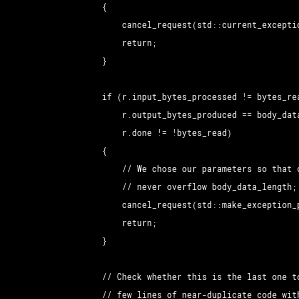 {
cancel_request(std::current_exceptio
return;
}
if (r.input_bytes_processed != bytes_rea
r.output_bytes_produced == body_data
r.done != !bytes_read)
{
// We chose our parameters so that
// never overflow body_data_length;
cancel_request(std::make_exception_p
return;
}
// Check whether this is the last one to
// few lines of near-duplicate code with